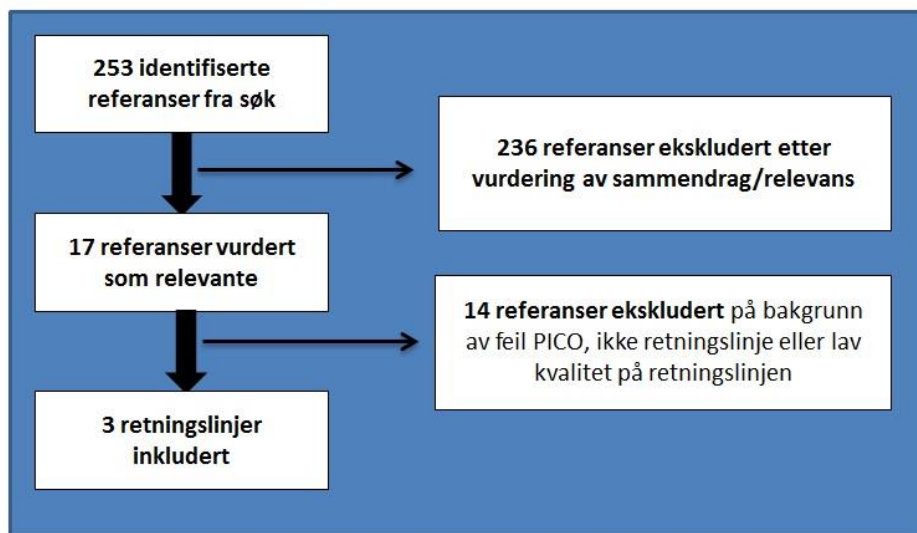 253 identifiserte
referanser fra søk
236 referanser ekskludert etter
vurdering av sammendrag/relevans
17 referanser vurdert
som relevante
14 referanser ekskludert på bakgrunn
av feil PICO, ikke retningslinje eller lav
kvalitet på retningslinjen
3 retningslinjer
inkludert